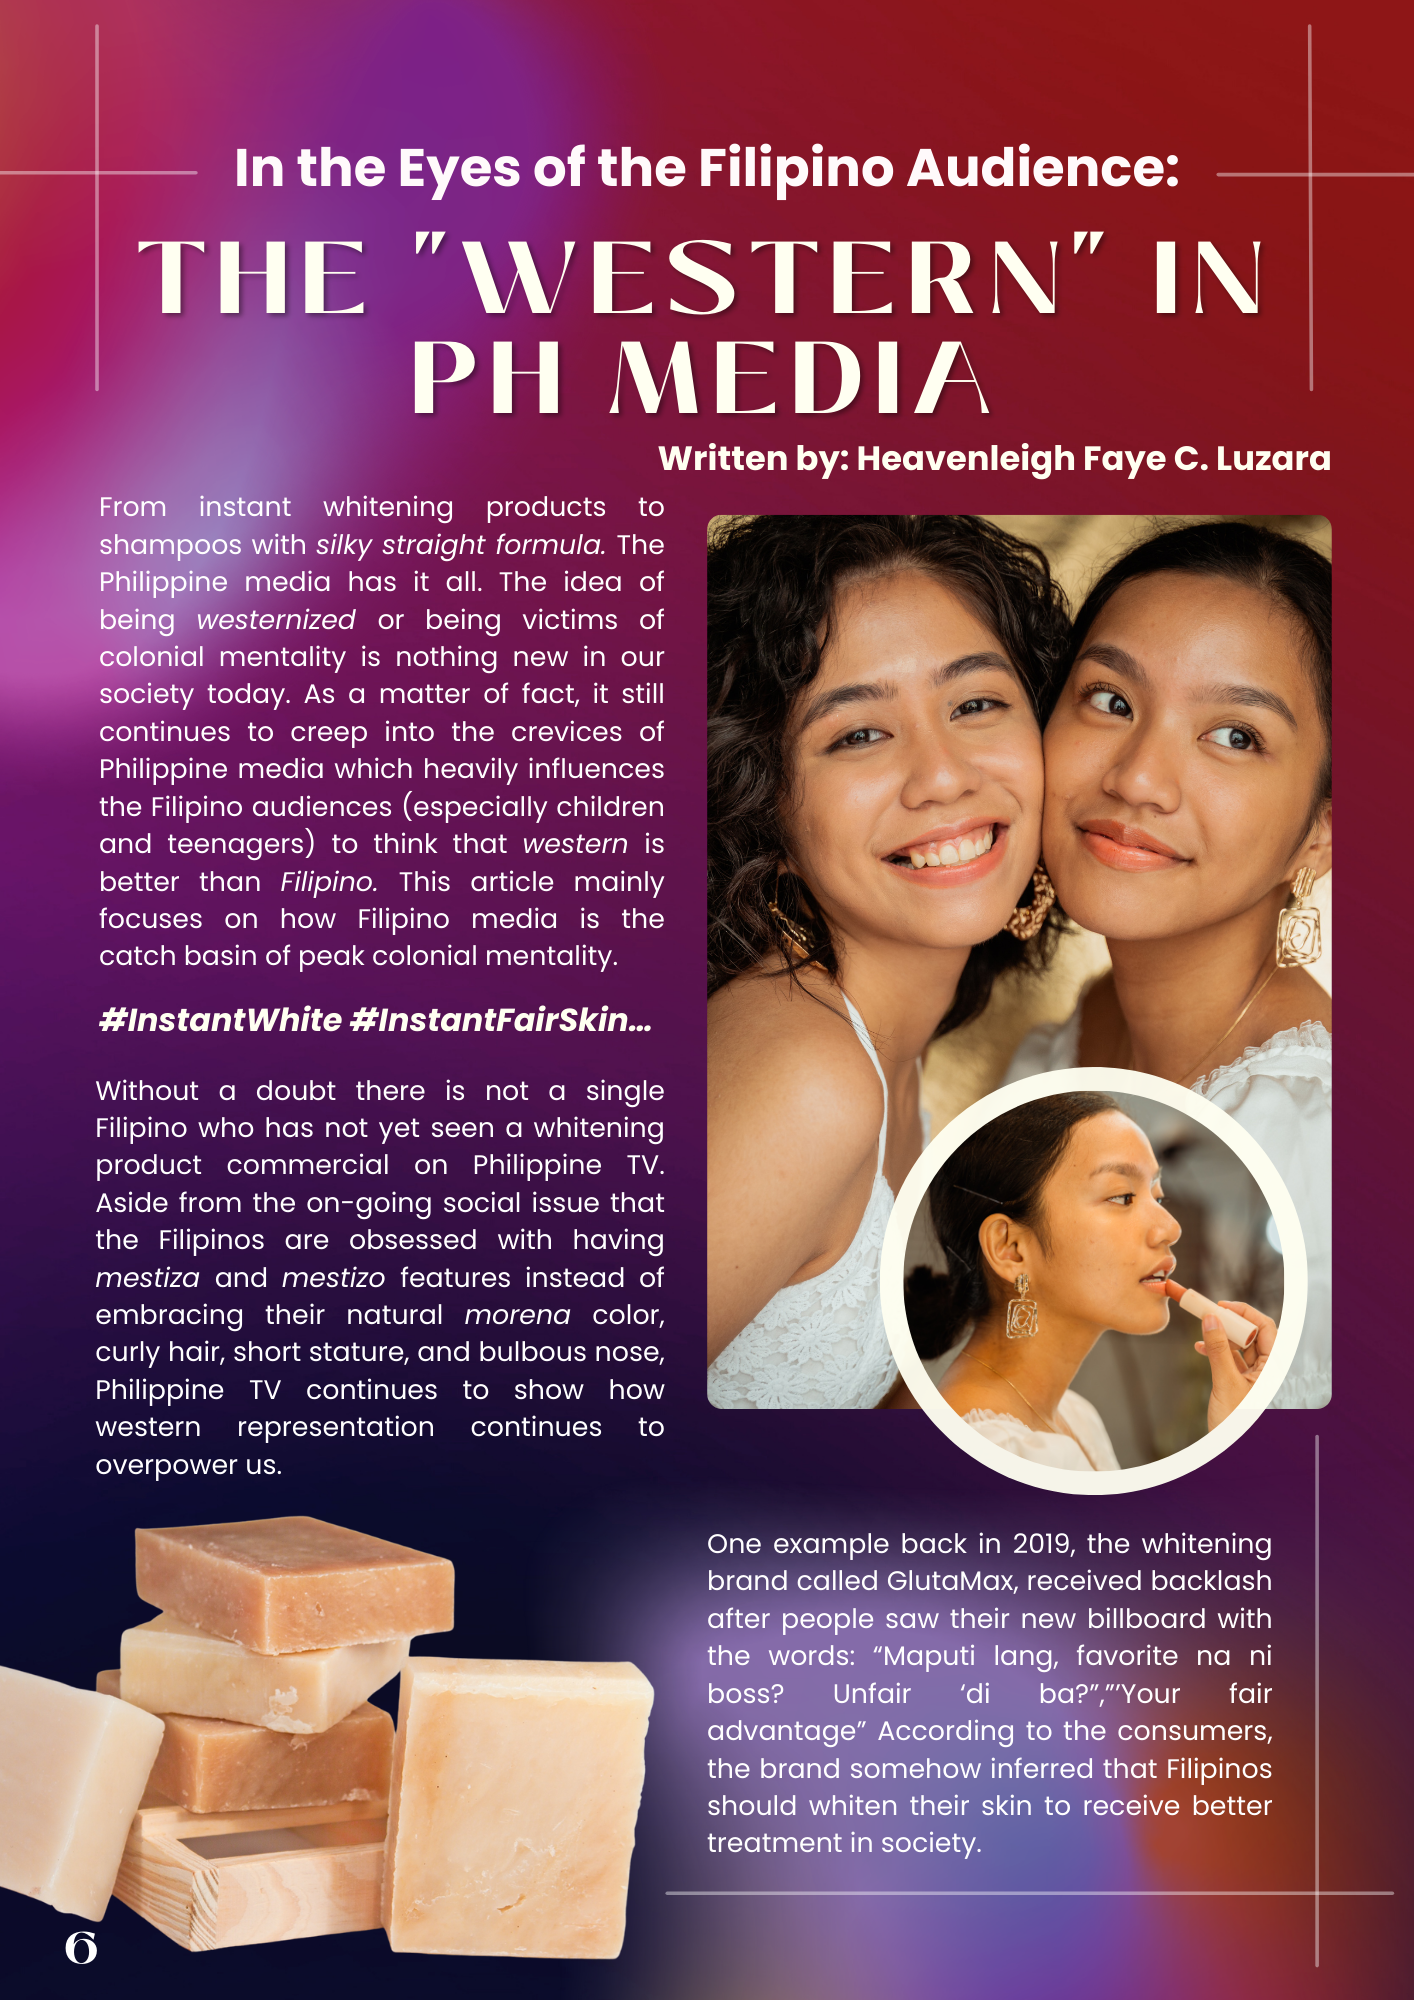 In the Eyes of the Filipino Audience:
THE "WESTERN" IN
PH MEDIA
Written by: Heavenleigh Faye C. Luzara
From instant whitening products to
shampoos with silky straight formula. The
Philippine media has it all. The idea of
being westernized or being victims of
colonial mentality is nothing new in our
society today. As a matter of fact, it still
continues to creep into the crevices of
Philippine media which heavily influences
the Filipino audiences (especially children
and teenagers) to think that western is
better than Filipino. This article mainly
focuses on how Filipino media is the
catch basin of peak colonial mentality.
#InstantWhite #InstantFairSkin...
Without a doubt there is not a single
Filipino who has not yet seen a whitening
product commercial on Philippine TV.
Aside from the on-going social issue that
the Filipinos are obsessed with having
mestiza and mestizo features instead of
embracing their natural morena color,
curly hair, short stature, and bulbous nose,
Philippine TV continues to show how
western representation continues to
overpower us.
One example back in 2019, the whitening
brand called GlutaMax, received backlash
after people saw their new billboard with
the words: “Maputi lang, favorite na ni
boss? Unfair ‘di ba?”,”’Your fair
advantage” According to the consumers,
the brand somehow inferred that Filipinos
should whiten their skin to receive better
treatment in society.
6